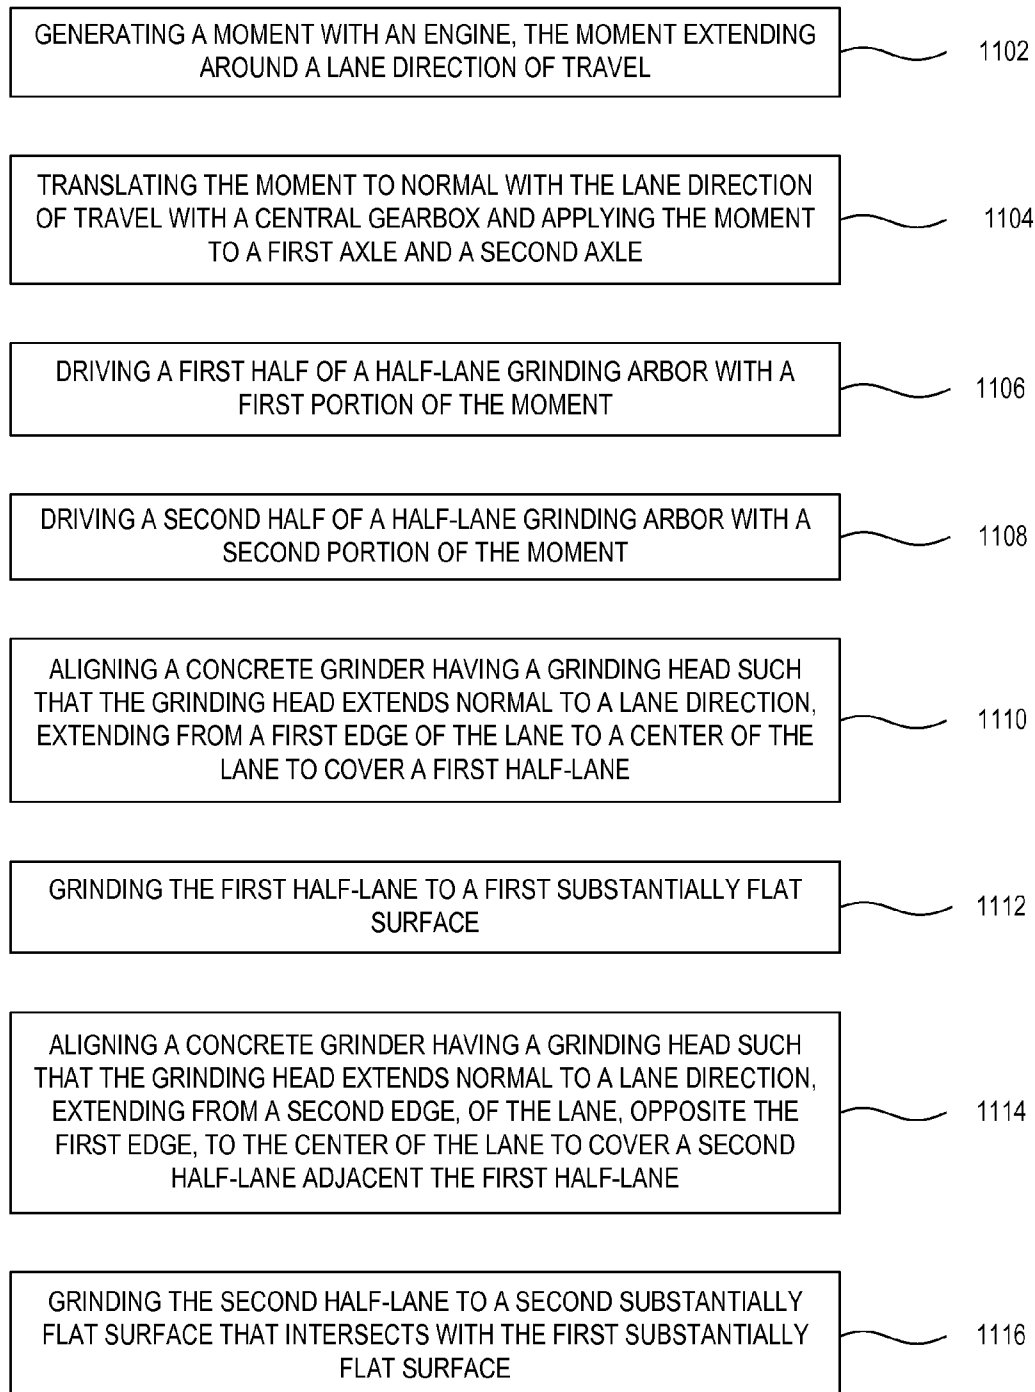 GENERATING A MOMENT WITH AN ENGINE, THE MOMENT EXTENDING
AROUND A LANE DIRECTION OF TRAVEL
1102
TRANSLATING THE MOMENT TO NORMAL WITH THE LANE DIRECTION
OF TRAVEL WITH A CENTRAL GEARBOX AND APPLYING THE MOMENT
TO A FIRST AXLE AND A SECOND AXLE
1104
DRIVING A FIRST HALF OF A HALF-LANE GRINDING ARBOR WITH A
FIRST PORTION OF THE MOMENT
1106
DRIVING A SECOND HALF OF A HALF-LANE GRINDING ARBOR WITH A
SECOND PORTION OF THE MOMENT
1108
ALIGNING A CONCRETE GRINDER HAVING A GRINDING HEAD SUCH
THAT THE GRINDING HEAD EXTENDS NORMAL TO A LANE DIRECTION,
EXTENDING FROM A FIRST EDGE OF THE LANE TO A CENTER OF THE
LANE TO COVER A FIRST HALF-LANE
1110
GRINDING THE FIRST HALF-LANE TO A FIRST SUBSTANTIALLY FLAT
SURFACE
1112
ALIGNING A CONCRETE GRINDER HAVING A GRINDING HEAD SUCH
THAT THE GRINDING HEAD EXTENDS NORMAL TO A LANE DIRECTION,
EXTENDING FROM A SECOND EDGE, OF THE LANE, OPPOSITE THE
FIRST EDGE, TO THE CENTER OF THE LANE TO COVER A SECOND
HALF-LANE ADJACENT THE FIRST HALF-LANE
1114
GRINDING THE SECOND HALF-LANE TO A SECOND SUBSTANTIALLY
FLAT SURFACE THAT INTERSECTS WITH THE FIRST SUBSTANTIALLY
FLAT SURFACE
1116